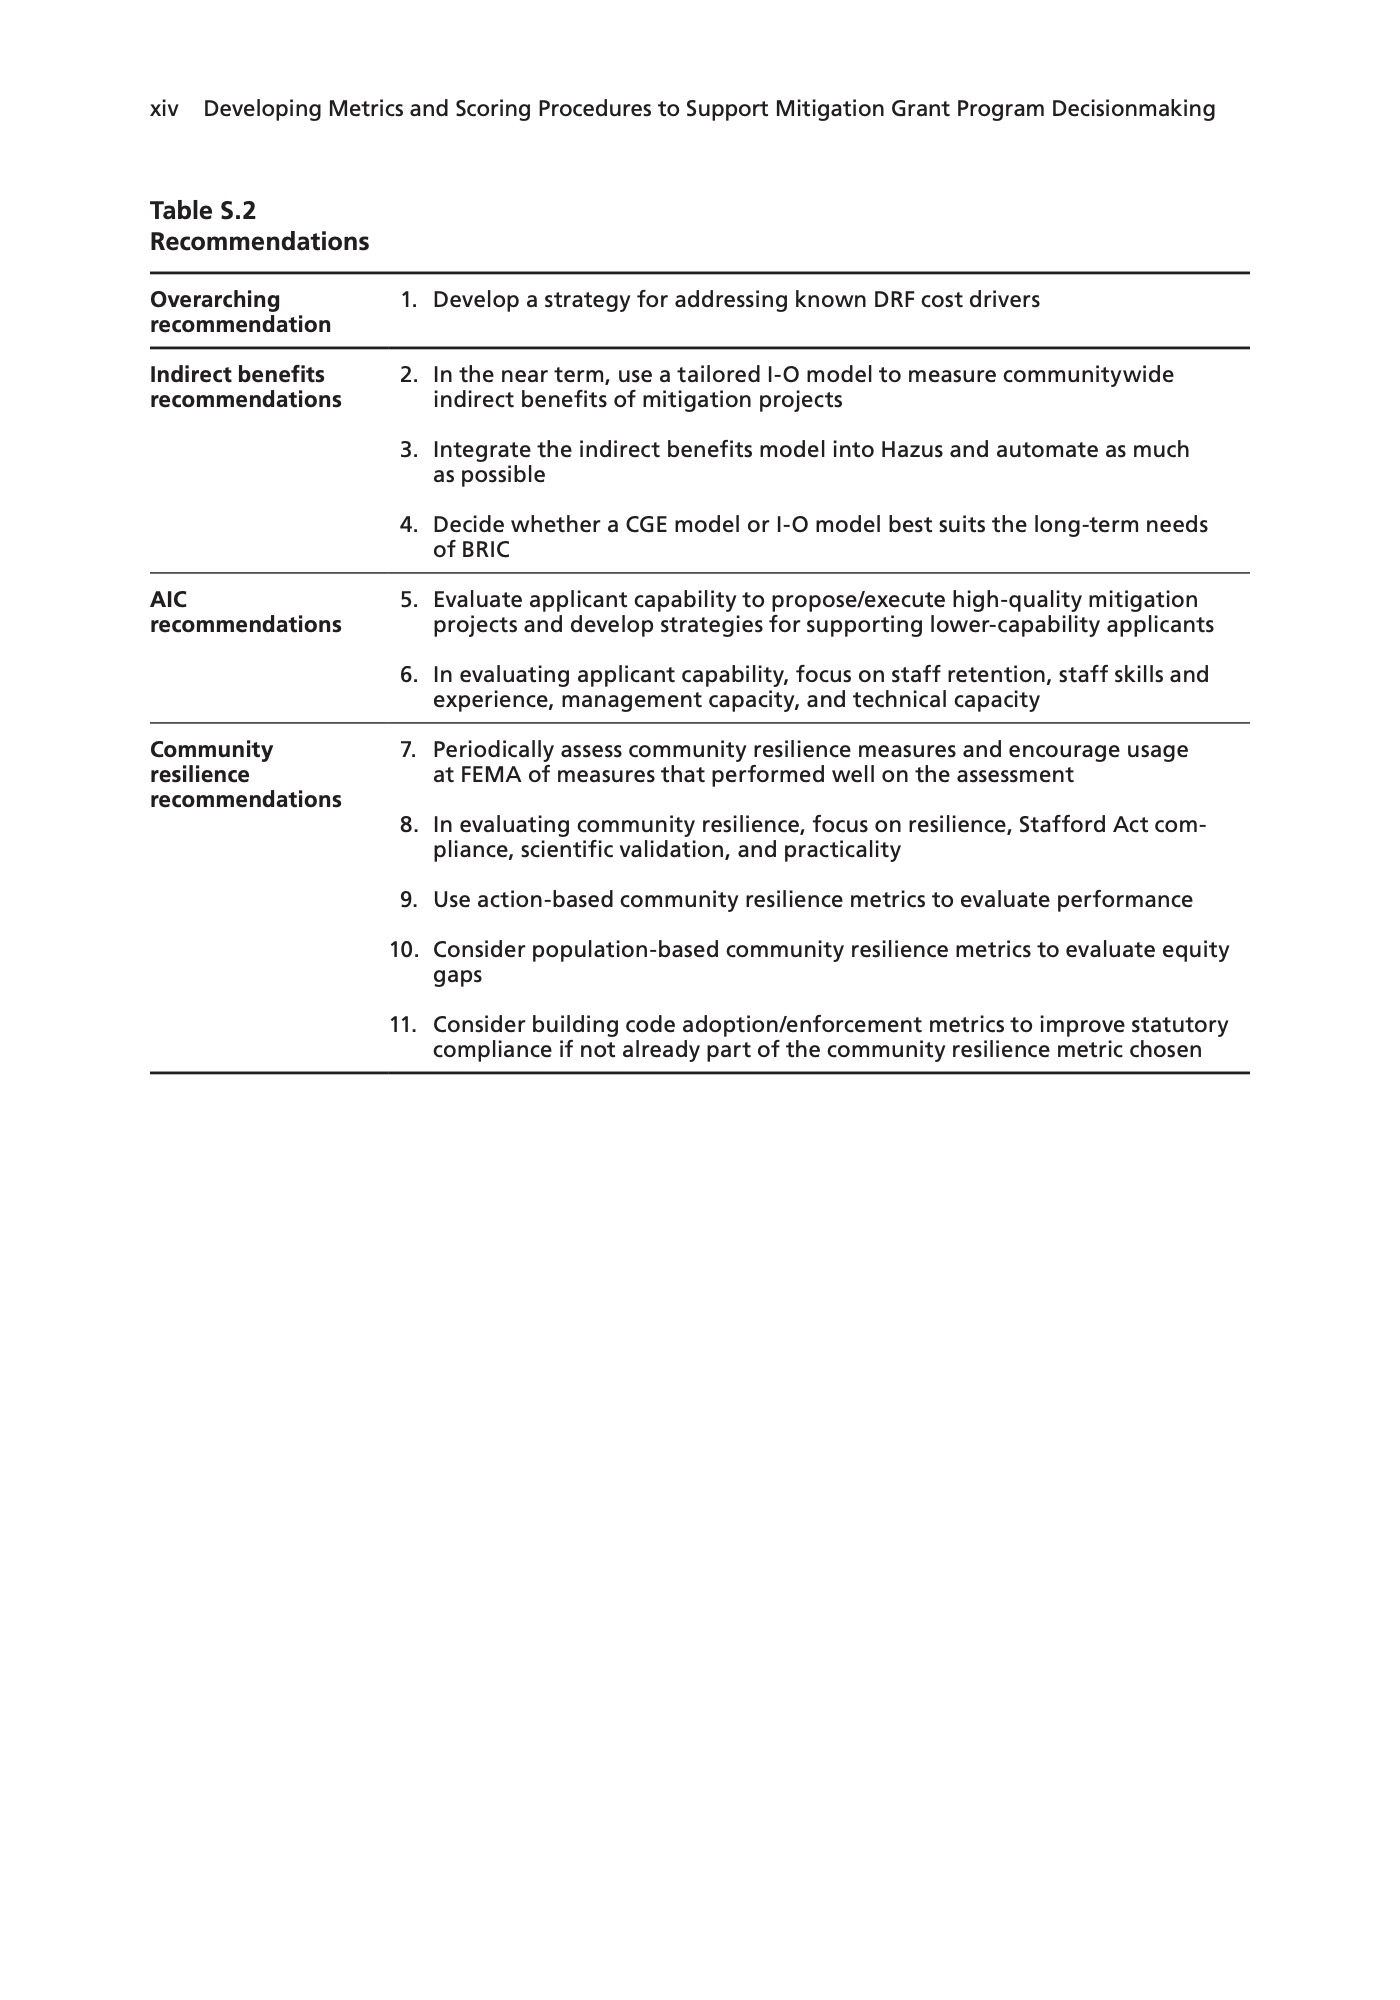 xiv Developing Metrics and Scoring Procedures to Support Mitigation Grant Program Decisionmaking
Table S.2
Recommendations
Overarching
recommendation
1. Develop a strategy for addressing known DRF cost drivers
Indirect benefits
recommendations
2. In the near term, use a tailored I-O model to measure communitywide
indirect benefits of mitigation projects
3. Integrate the indirect benefits model into Hazus and automate as much
as possible
4. Decide whether a CGE model or I-O model best suits the long-term needs
of BRIC
AIC
recommendations
5. Evaluate applicant capability to propose/execute high-quality mitigation
projects and develop strategies for supporting lower-capability applicants
6. In evaluating applicant capability, focus on staff retention, staff skills and
experience, management capacity, and technical capacity
Community
resilience
recommendations
7. Periodically assess community resilience measures and encourage usage
at FEMA of measures that performed well on the assessment
8. In evaluating community resilience, focus on resilience, Stafford Act com-
pliance, scientific validation, and practicality
9. Use action-based community resilience metrics to evaluate performance
10. Consider population-based community resilience metrics to evaluate equity
gaps
11. Consider building code adoption/enforcement metrics to improve statutory
compliance if not already part of the community resilience metric chosen